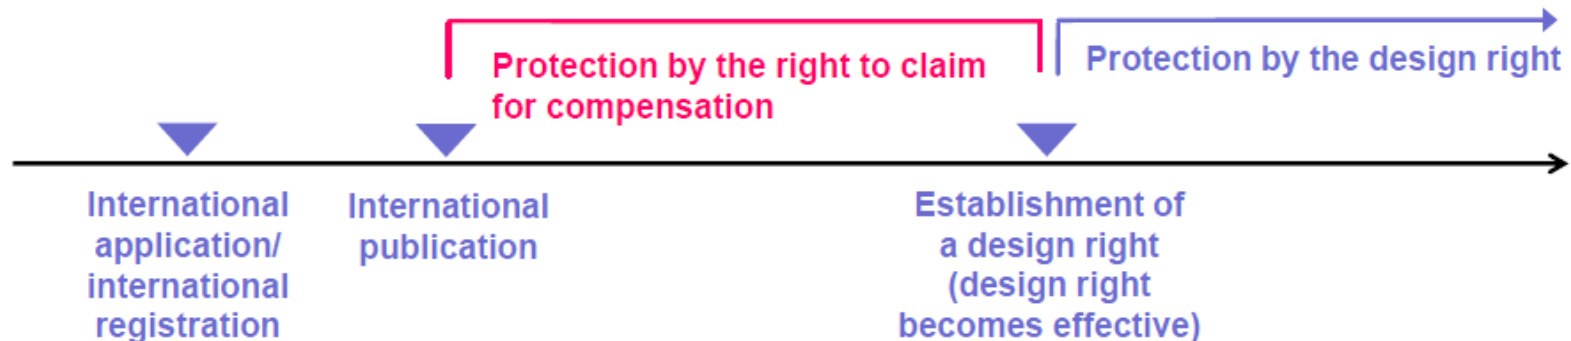 Protection by the right to claim
for compensation
Protection by the design right
International
application/
international
registration
International
publication
Establishment of
a design right
(design right
becomes effective)